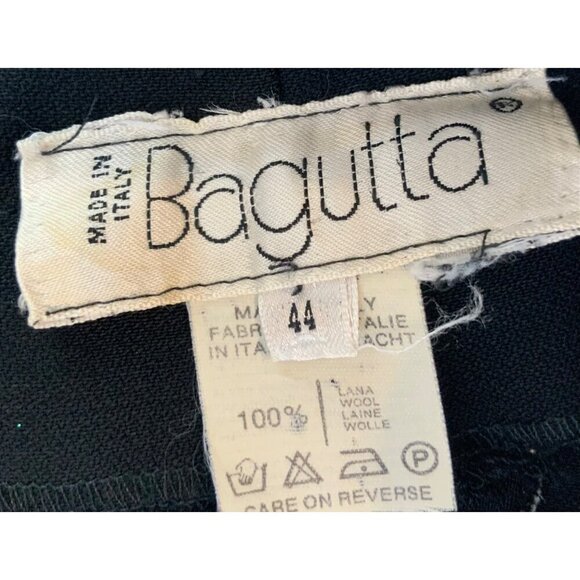 MADE IN
ITALY
Bagutta®
44
MA LY
FABR ALIE
IN ITA ACHT
100%
LANA
WOOL
LAINE
WOLLE
P
CARE ON REVERSE